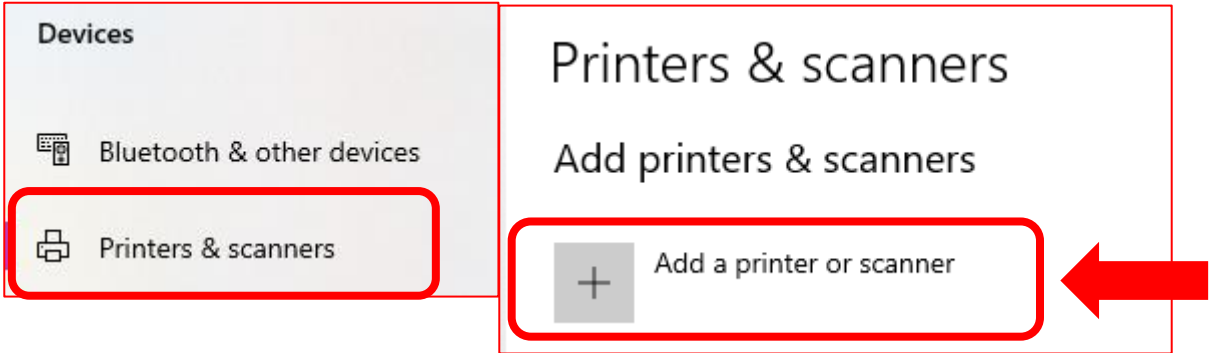 Devices
Bluetooth & other devices
Printers & scanners
Printers & scanners
Add printers & scanners
Add a printer or scanner